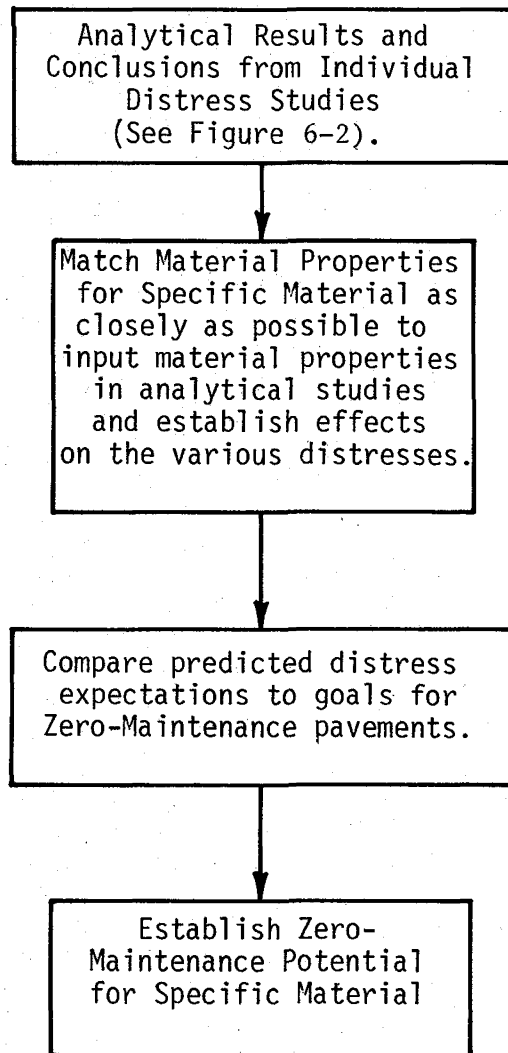 Analytical Results and
Conclusions from Individual
Distress Studies
(See Figure 6-2).
Match Material Properties
for Specific Material as
closely as possible to
input material properties
in analytical studies
and establish effects
on the various distresses.
Compare predicted distress
expectations to goals for
Zero-Maintenance pavements.
Establish Zero-
Maintenance Potential
for Specific Material